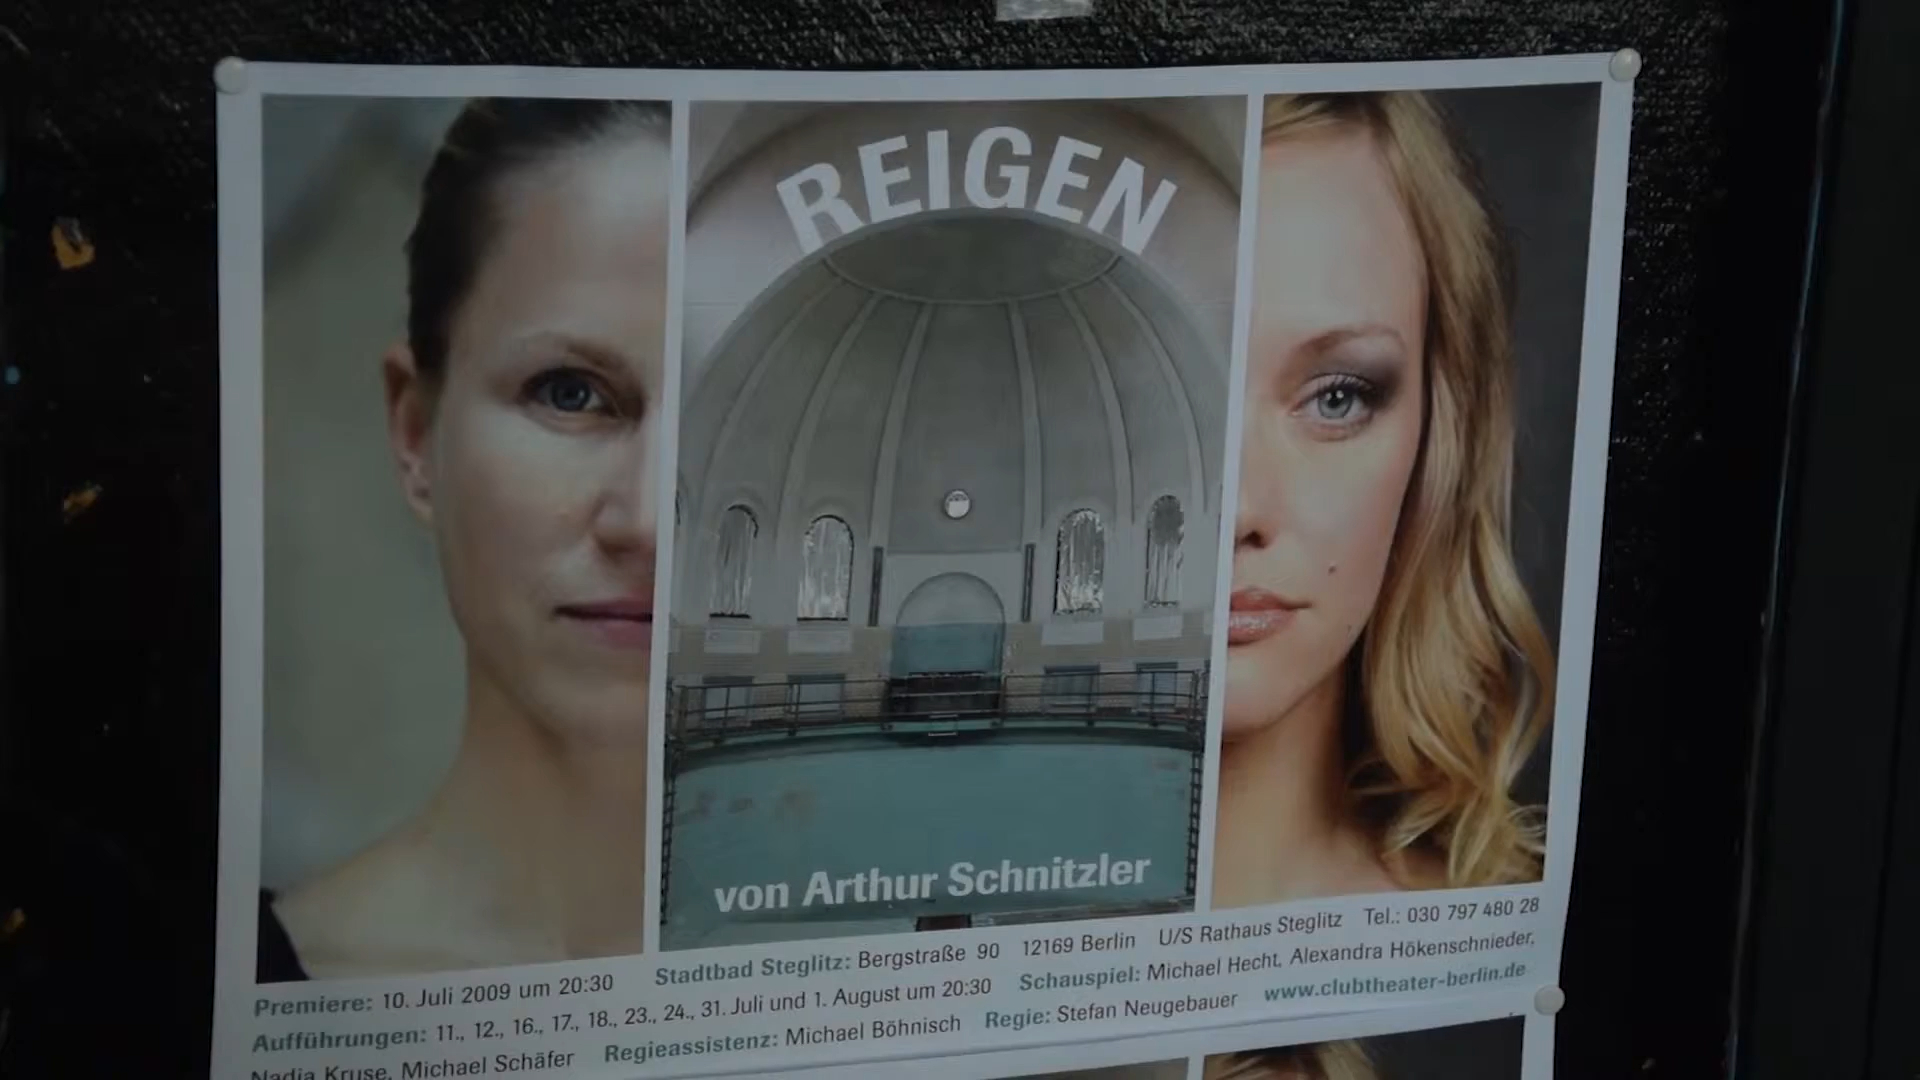 REIGEN
von Arthur Schnitzler
Premiere: 10. Juli 2009 um 20:30 Stadtbad Steglitz: Bergstraße 90 12169 Berlin U/S Rathaus Steglitz Tel.: 030 797 480 28
Aufführungen: 11., 12., 16., 17., 18., 23., 24., 31. Juli und 1. August um 20:30 Schauspiel: Michael Hecht, Alexandra Hökenschnieder,
Nadja Kruse, Michael Schäfer Regieassistenz: Michael Böhnisch Regie: Stefan Neugebauer www.clubtheater-berlin.de